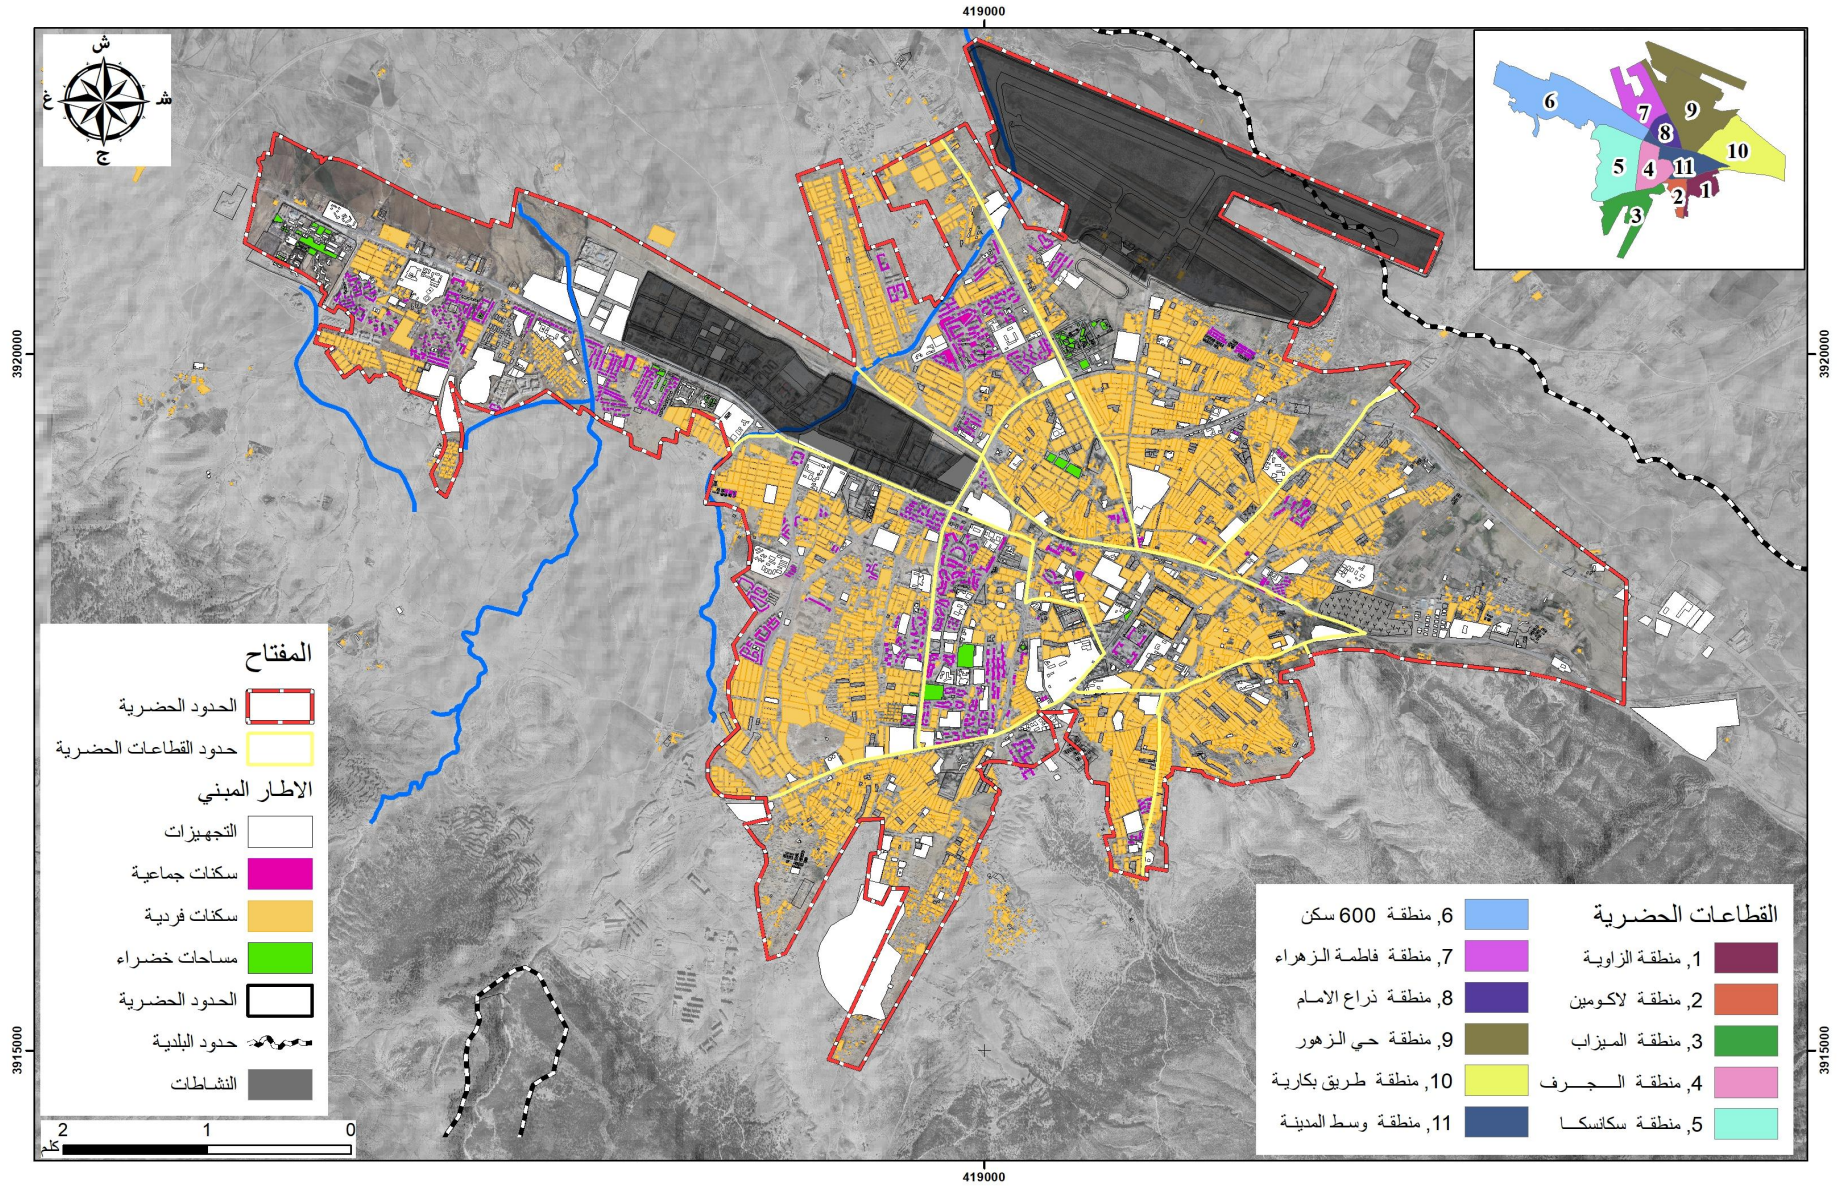 419000
ش
غ
شـ
ج
6
7
9
8
10
5
4
11
1
2
3
3920000
3920000
المفتاح
الحدود الحضرية
حدود القطاعات الحضرية
الاطار المبني
التجهيزات
سكنات جماعية
سكنات فردية
مساحات خضراء
الحدود الحضرية
حدود البلدية
النشاطات
2 1 0
كلم
3915000
3915000
القطاعات الحضرية
1, منطقة الزاوية
2, منطقة لاكومين
3, منطقة الميزاب
4, منطقة الـــجـــرف
5, منطقة سكانسكـــا
6, منطقة 600 سكن
7, منطقة فاطمة الزهراء
8, منطقة ذراع الامام
9, منطقة حي الزهور
10, منطقة طريق بكارية
11, منطقة وسط المدينة
419000